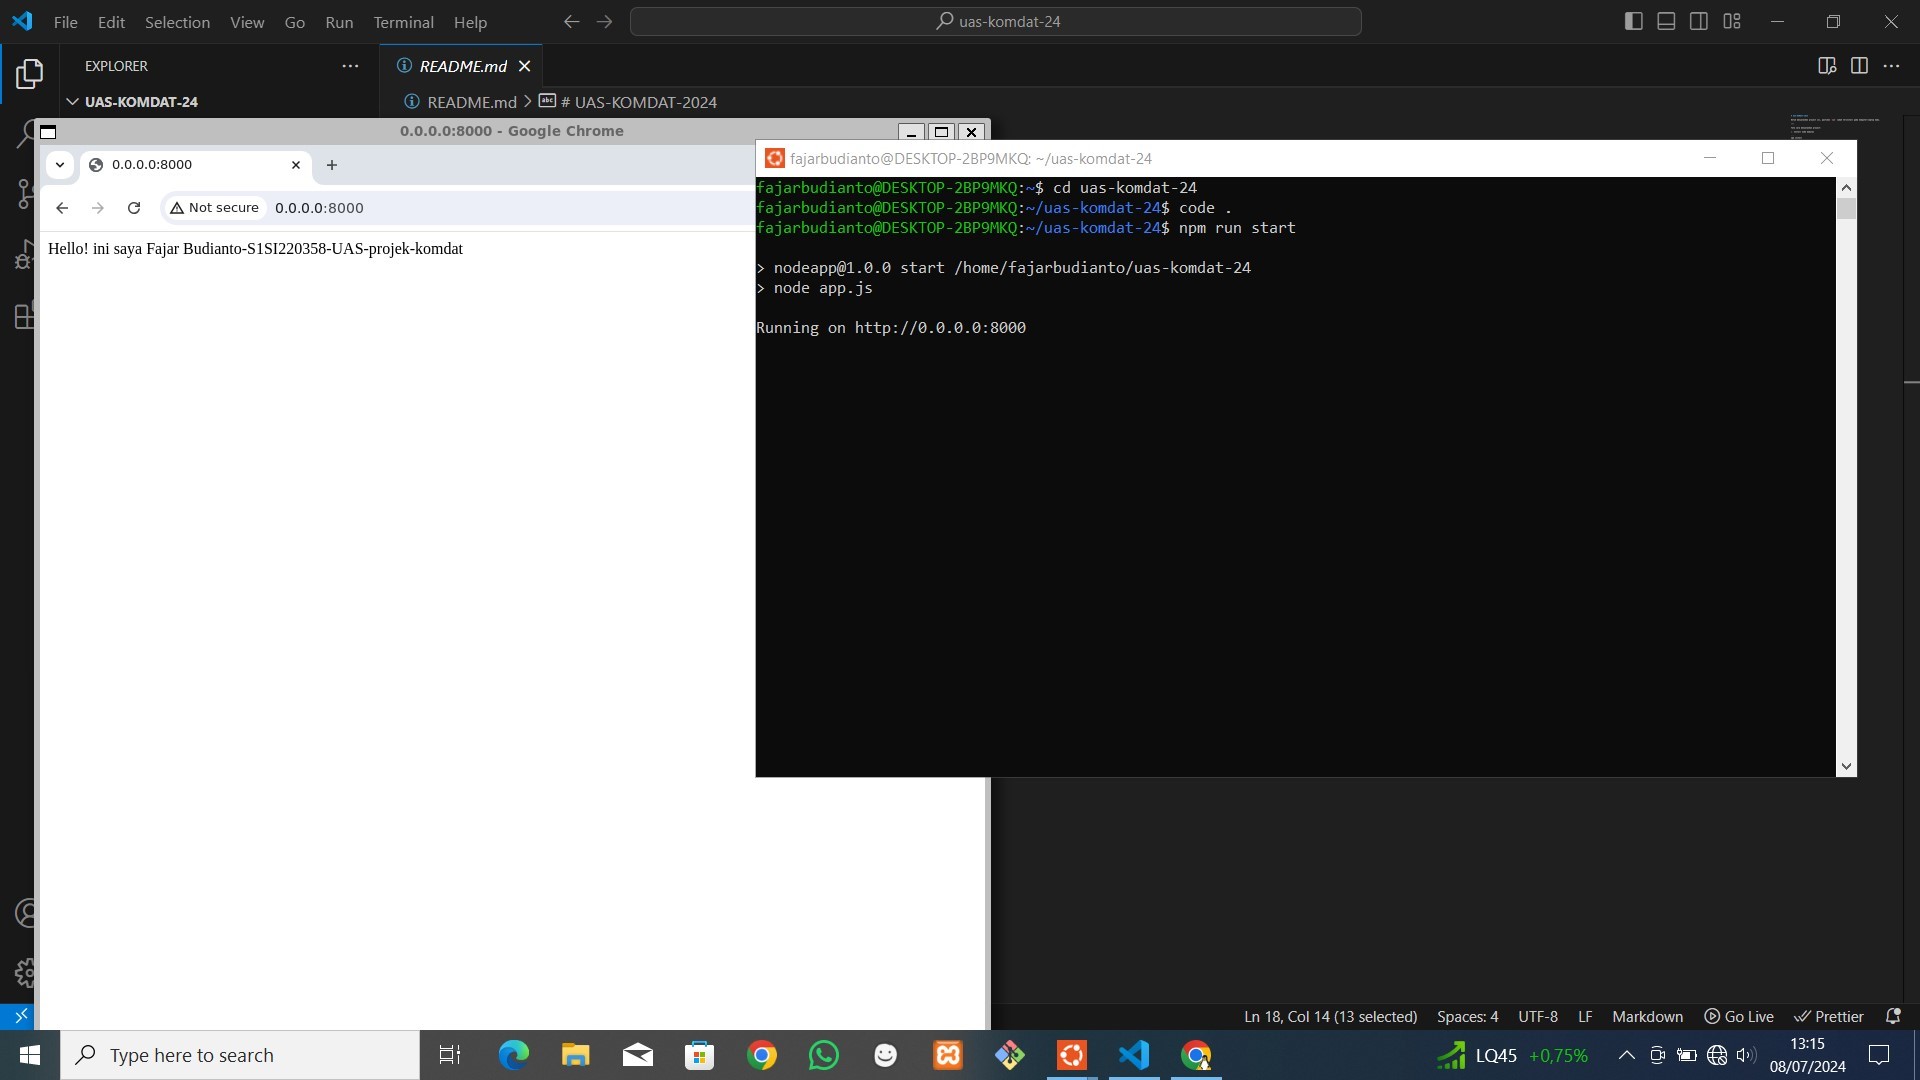 File Edit Selection View Go Run Terminal Help
uas-komdat-24
EXPLORER
README.md
UAS-KOMDAT-24
README.md > # UAS-KOMDAT-2024
0.0.0.0:8000 - Google Chrome
0.0.0.0:8000
Not secure 0.0.0.0:8000
Hello! ini saya Fajar Budianto-S1SI220358-UAS-projek-komdat
fajarbudianto@DESKTOP-2BP9MKQ: ~/uas-komdat-24
fajarbudianto@DESKTOP-2BP9MKQ:~$ cd uas-komdat-24
fajarbudianto@DESKTOP-2BP9MKQ:~/uas-komdat-24$ code .
fajarbudianto@DESKTOP-2BP9MKQ:~/uas-komdat-24$ npm run start
> nodeapp@1.0.0 start /home/fajarbudianto/uas-komdat-24
> node app.js
Running on http://0.0.0.0:8000
Ln 18, Col 14 (13 selected) Spaces: 4 UTF-8 LF Markdown Go Live Prettier
Type here to search
LQ45 +0,75%
13:15
08/07/2024